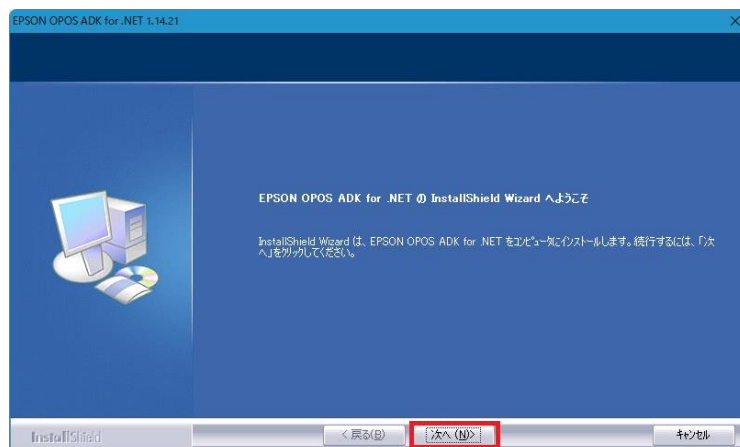 EPSON OPOS ADK for .NET 1.14.21
EPSON OPOS ADK for .NET の InstallShield Wizard へようこそ
InstallShield Wizard は、EPSON OPOS ADK for .NET をコンピュータにインストールします。続行するには、「次
へ」をクリックしてください。
InstallShield
< 戻る(B)
次へ (N)>
キャンセル